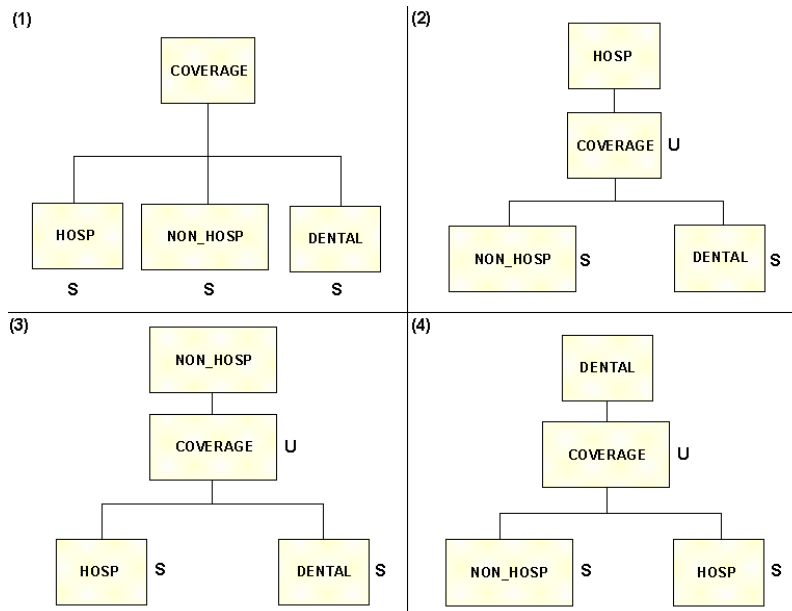 (1)
COVERAGE
HOSP
NON_HOSP
DENTAL
S
S
S
(2)
HOSP
COVERAGE
U
NON_HOSP
S
DENTAL
S
(3)
NON_HOSP
COVERAGE
U
HOSP
S
DENTAL
S
(4)
DENTAL
COVERAGE
U
NON_HOSP
S
HOSP
S